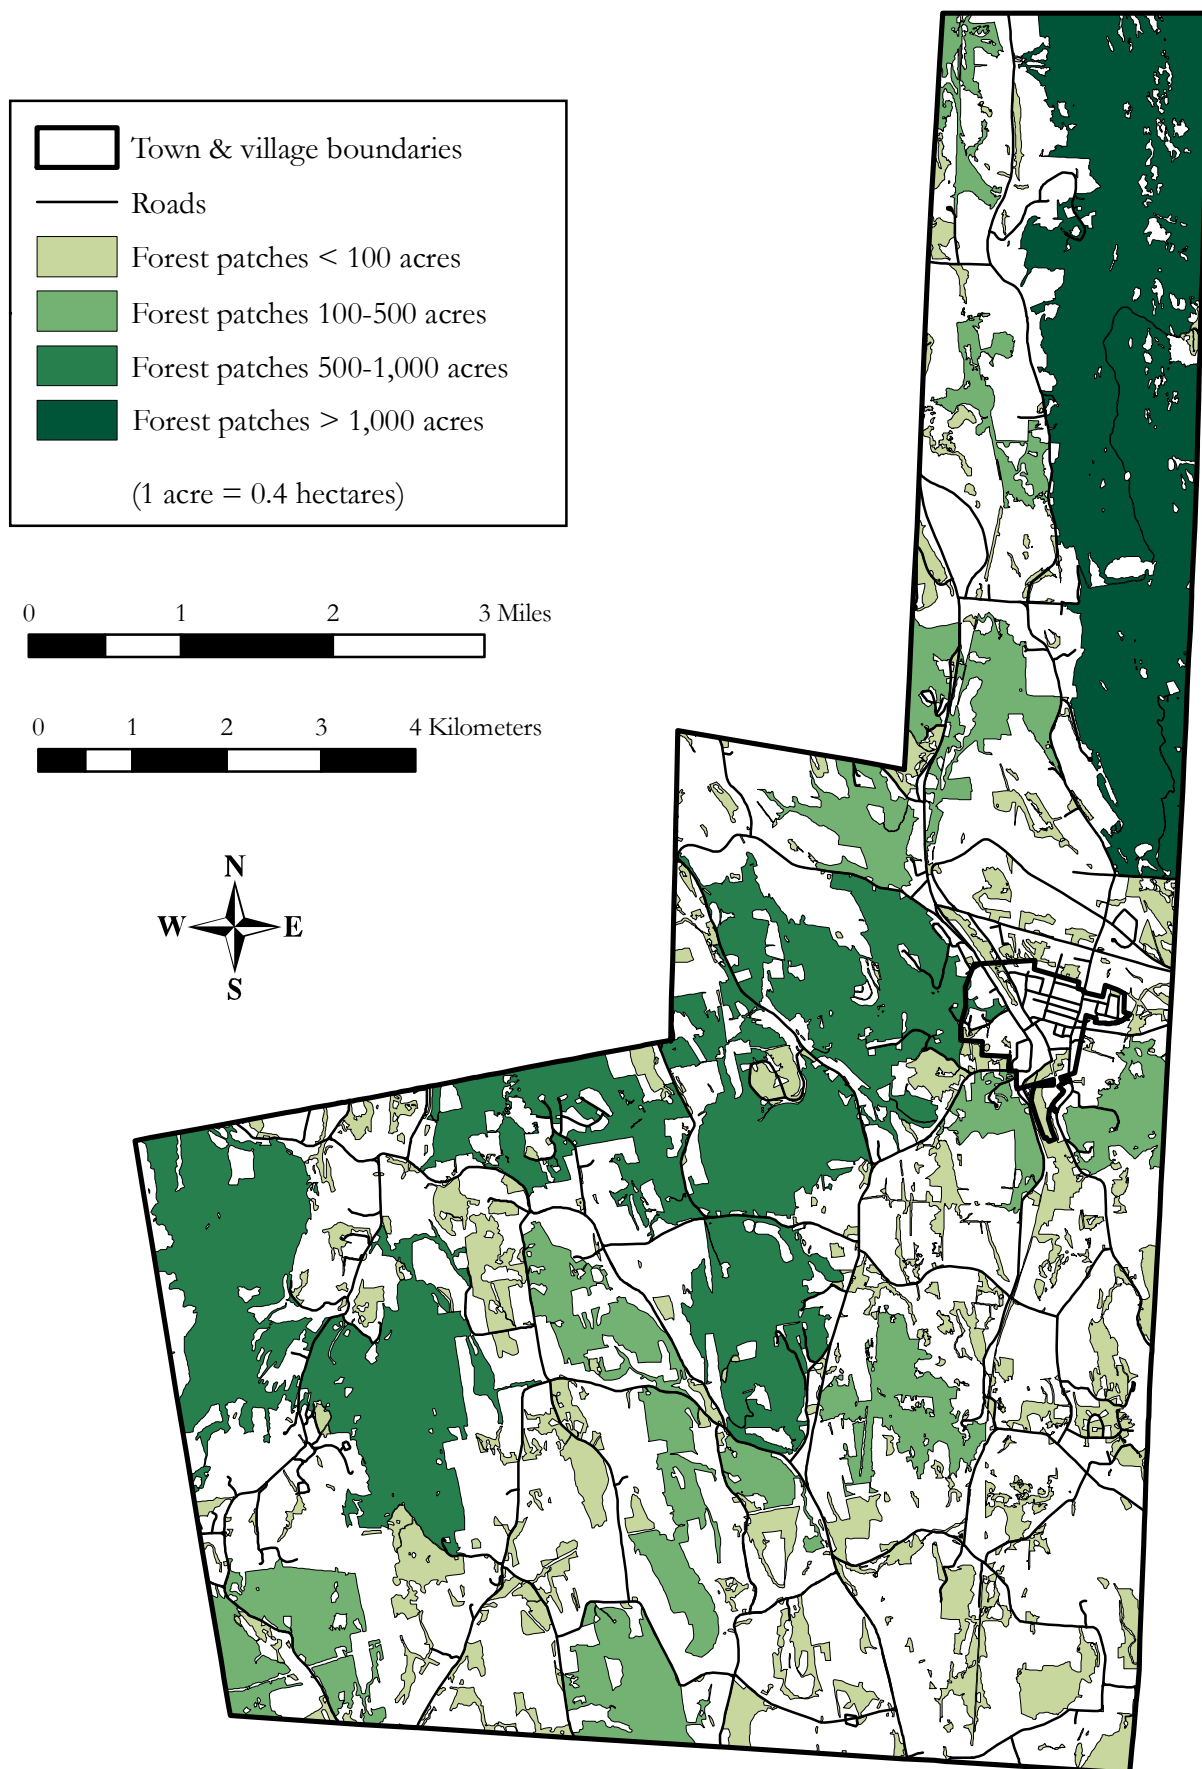 Town & village boundaries
Roads
Forest patches < 100 acres
Forest patches 100-500 acres
Forest patches 500-1,000 acres
Forest patches > 1,000 acres
(1 acre = 0.4 hectares)
0 1 2 3 Miles
0 1 2 3 4 Kilometers
N
W E
S